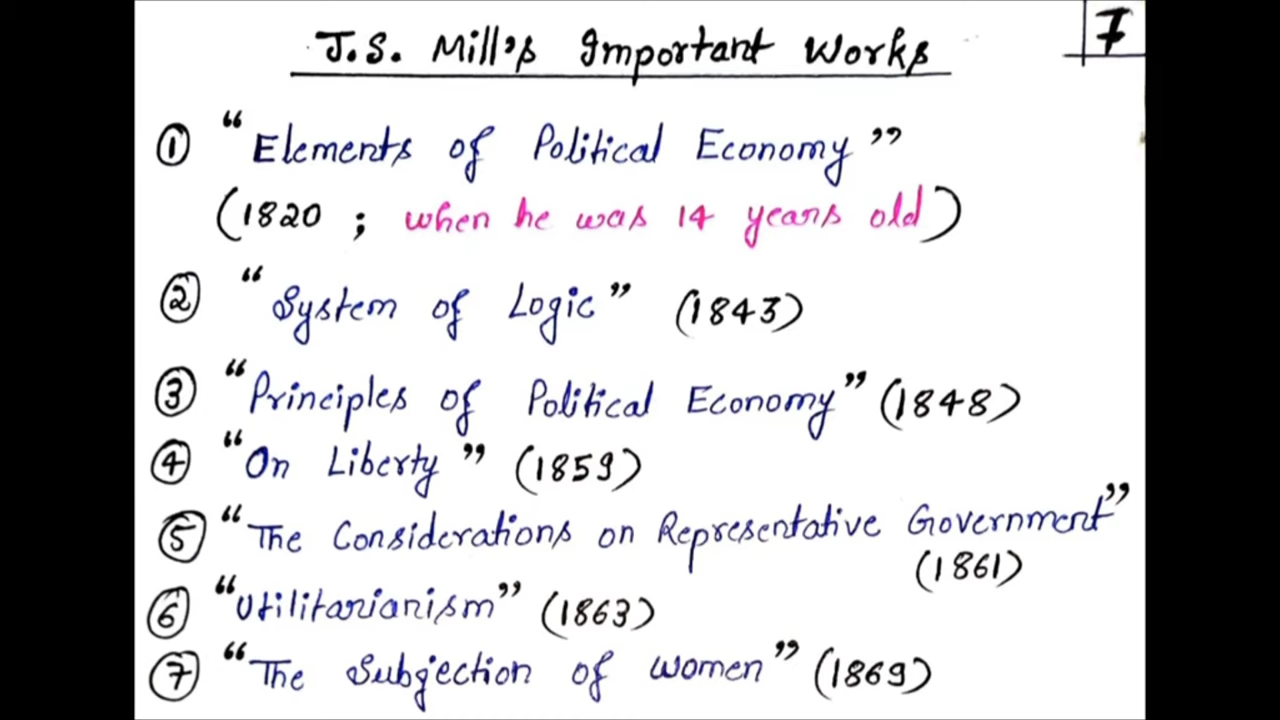 J.S. Mill's Important Works
7
① "Elements of Political Economy"
(1820 ; when he was 14 years old)
② "System of Logic" (1843)
③ "Principles of Political Economy" (1848)
④ "On Liberty" (1859)
⑤ "The Considerations on Representative Government"
(1861)
⑥ "Utilitarianism" (1863)
⑦ "The Subjection of Women" (1869)